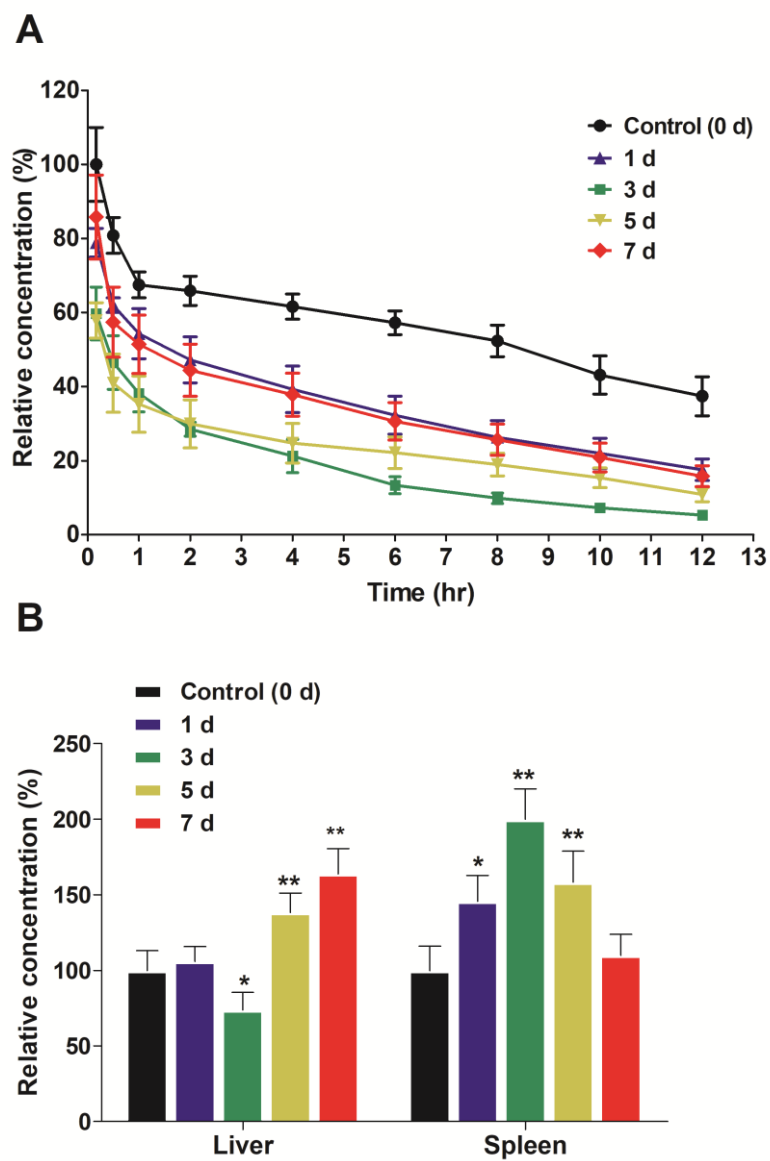 A
120
100
80
60
40
20
0
Relative concentration (%)
Control (0 d)
1 d
3 d
5 d
7 d
0 1 2 3 4 5 6 7 8 9 10 11 12 13
Time (hr)
B
Control (0 d)
1 d
3 d
5 d
7 d
250
200
150
100
50
0
Relative concentration (%)
*
**
**
*
**
**
Liver Spleen